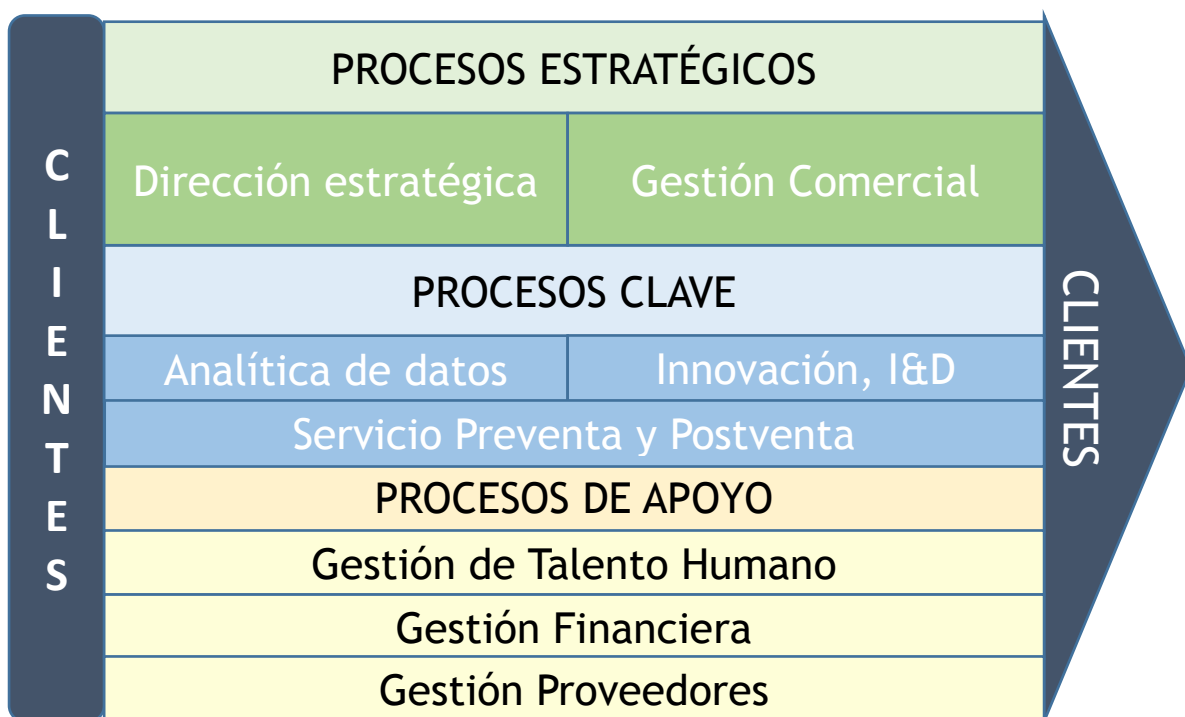 CLIENTES
PROCESOS ESTRATÉGICOS
Dirección estratégica
Gestión Comercial
PROCESOS CLAVE
Analítica de datos
Innovación, I&D
Servicio Preventa y Postventa
PROCESOS DE APOYO
Gestión de Talento Humano
Gestión Financiera
Gestión Proveedores
CLIENTES